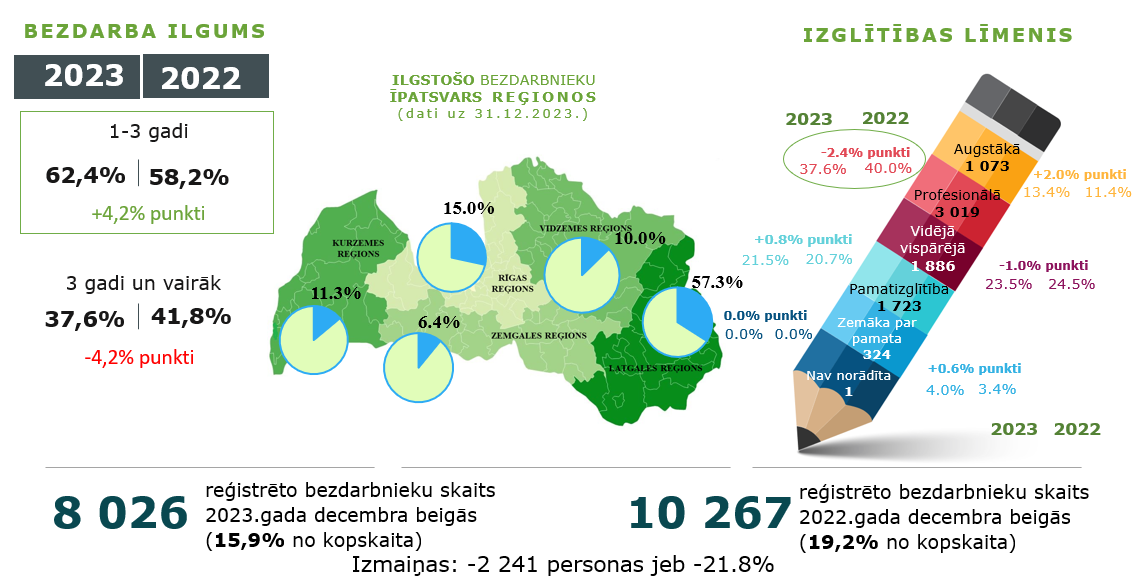 BEZDARBA ILGUMS
2023 2022
1-3 gadi
62,4% 58,2%
+4,2% punkti
3 gadi un vairāk
37,6% 41,8%
-4,2% punkti
ILGSTOŠO BEZDARBNIEKU
ĪPATSVARS REĢIONOS
(dati uz 31.12.2023.)
15.0%
KURZEMES
REĢIONS
VIDZEMES REĢIONS
10.0%
RĪGAS
REĢIONS
57.3%
11.3%
6.4%
ZEMGALES REĢIONS
LATGALES REĢIONS
IZGLĪTĪBAS LĪMENIS
2023 2022
-2.4% punkti
37.6% 40.0%
Augstākā
1 073
+2.0% punkti
13.4% 11.4%
Profesionālā
3 019
+0.8% punkti
21.5% 20.7%
Vidējā
vispārējā
1 886
-1.0% punkti
23.5% 24.5%
Pamatizglītība
1 723
0.0% punkti
0.0% 0.0%
Zemāka par
pamata
324
+0.6% punkti
4.0% 3.4%
Nav norādīta
1
2023 2022
8 026
reģistrēto bezdarbnieku skaits
2023.gada decembra beigās
(15,9% no kopskaita)
10 267
reģistrēto bezdarbnieku skaits
2022.gada decembra beigās
(19,2% no kopskaita)
Izmaiņas: -2 241 personas jeb -21.8%